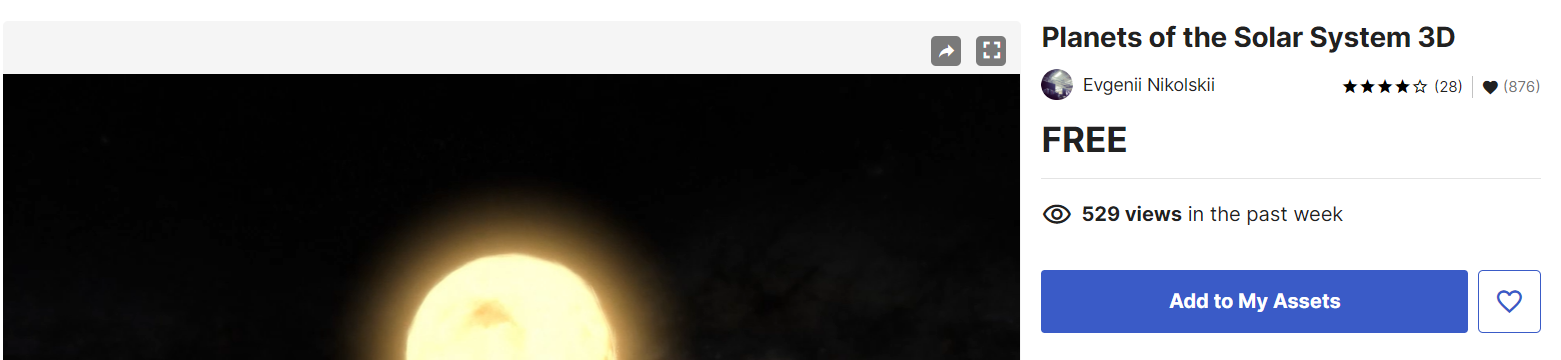 Planets of the Solar System 3D
Evgenii Nikolskii
(28)
(876)
FREE
529 views in the past week
Add to My Assets